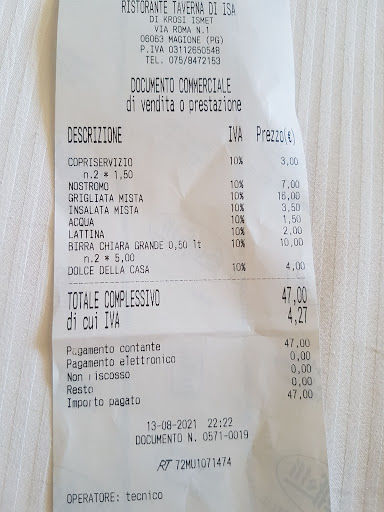 RISTORANTE TAVERNA DI ISA
DI KROSI ISMET
VIA ROMA N.1
06063 MAGIONE (PG)
P.IVA 03112650548
TEL. 075/8472153
DOCUMENTO COMMERCIALE
di vendita o prestazione
DESCRIZIONE IVA Prezzo(€)
COPRISERVIZIO 10% 3,00
n.2 * 1,50
NOSTROMO 10% 7,00
GRIGLIATA MISTA 10% 16,00
INSALATA MISTA 10% 3,50
ACQUA 10% 1,50
LATTINA 10% 2,00
BIRRA CHIARA GRANDE 0,50 lt 10% 10,00
n.2 * 5,00
DOLCE DELLA CASA 10% 4,00
TOTALE COMPLESSIVO 47,00
di cui IVA 4,27
Pagamento contante 47,00
Pagamento elettronico 0,00
Non riscosso 0,00
Resto 0,00
Importo pagato 47,00
13-08-2021 22:22
DOCUMENTO N. 0571-0019
RT 72MU1071474
OPERATORE: tecnico